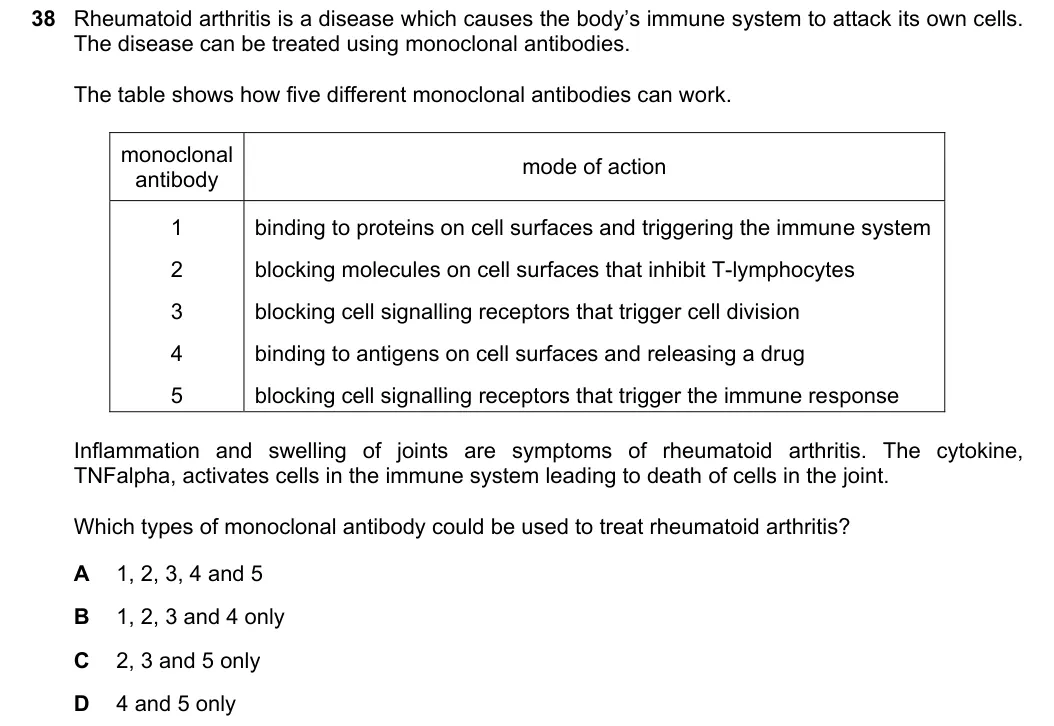 38 Rheumatoid arthritis is a disease which causes the body's immune system to attack its own cells.
The disease can be treated using monoclonal antibodies.
The table shows how five different monoclonal antibodies can work.
monoclonal antibody mode of action
1 binding to proteins on cell surfaces and triggering the immune system
2 blocking molecules on cell surfaces that inhibit T-lymphocytes
3 blocking cell signalling receptors that trigger cell division
4 binding to antigens on cell surfaces and releasing a drug
5 blocking cell signalling receptors that trigger the immune response
Inflammation and swelling of joints are symptoms of rheumatoid arthritis. The cytokine,
TNFalpha, activates cells in the immune system leading to death of cells in the joint.
Which types of monoclonal antibody could be used to treat rheumatoid arthritis?
A 1, 2, 3, 4 and 5
B 1, 2, 3 and 4 only
C 2, 3 and 5 only
D 4 and 5 only